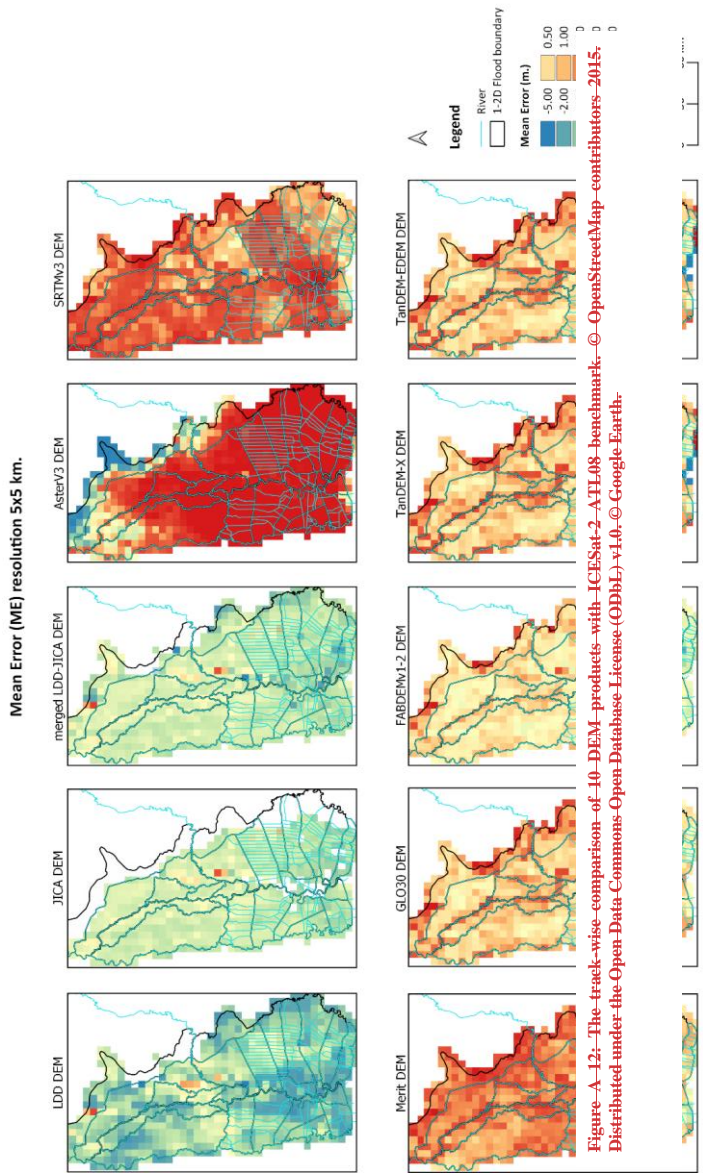 Mean Error (ME) resolution 5x5 km.
LDD DEM
JICA DEM
merged LDD-JICA DEM
AsterV3 DEM
SRTMv3 DEM
Merit DEM
GLO30 DEM
FABDEMv1-2 DEM
TanDEM-X DEM
TanDEM-EDEM DEM
Legend
River
1-2D Flood boundary
Mean Error (m.)
-5.00
0.50
-2.00
1.00
Figure A 12: The track-wise comparison of 10 DEM products with ICESat-2 ATL08 benchmark. © OpenStreetMap contributors 2015.
Distributed under the Open Data Commons Open Database License (ODbL) v1.0. © Google Earth.